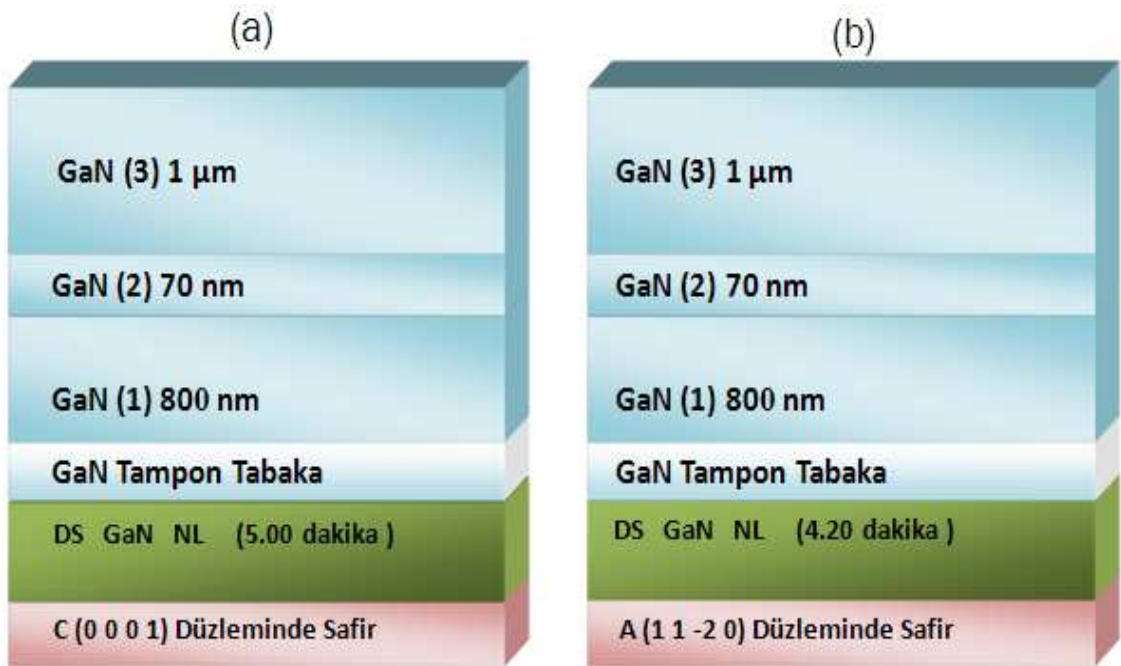 (a)
GaN (3) 1 µm
GaN (2) 70 nm
GaN (1) 800 nm
GaN Tampon Tabaka
DS GaN NL (5.00 dakika )
C (0 0 0 1) Düzleminde Safir
(b)
GaN (3) 1 µm
GaN (2) 70 nm
GaN (1) 800 nm
GaN Tampon Tabaka
DS GaN NL (4.20 dakika )
A (1 1 -2 0) Düzleminde Safir